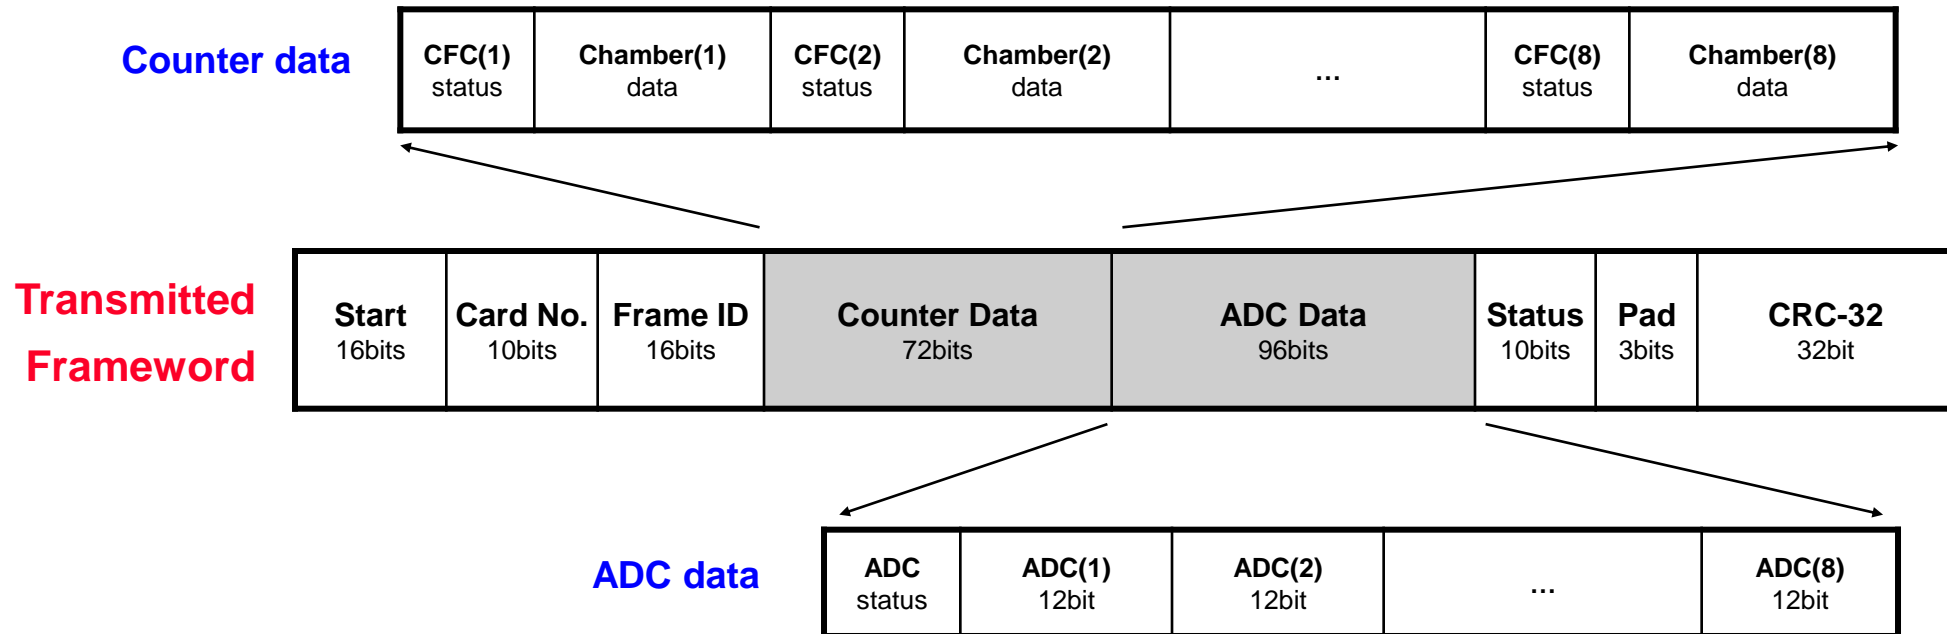 Counter data
CFC(1)
status
Chamber(1)
data
CFC(2)
status
Chamber(2)
data
...
CFC(8)
status
Chamber(8)
data
Transmitted
Frameword
Start
16bits
Card No.
10bits
Frame ID
16bits
Counter Data
72bits
ADC Data
96bits
Status
10bits
Pad
3bits
CRC-32
32bit
ADC data
ADC
status
ADC(1)
12bit
ADC(2)
12bit
...
ADC(8)
12bit